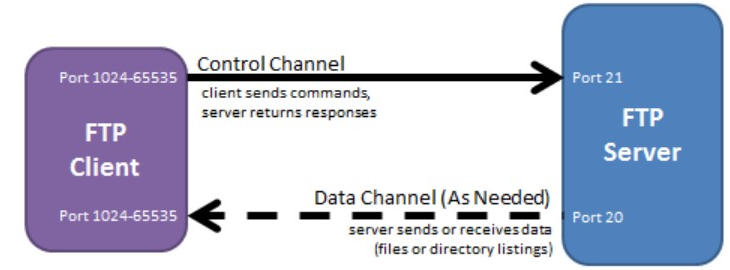 Control Channel
Port 1024-65535
Port 21
client sends commands,
server returns responses
FTP
Client
FTP
Server
Data Channel (As Needed)
Port 1024-65535
Port 20
server sends or receives data
(files or directory listings)